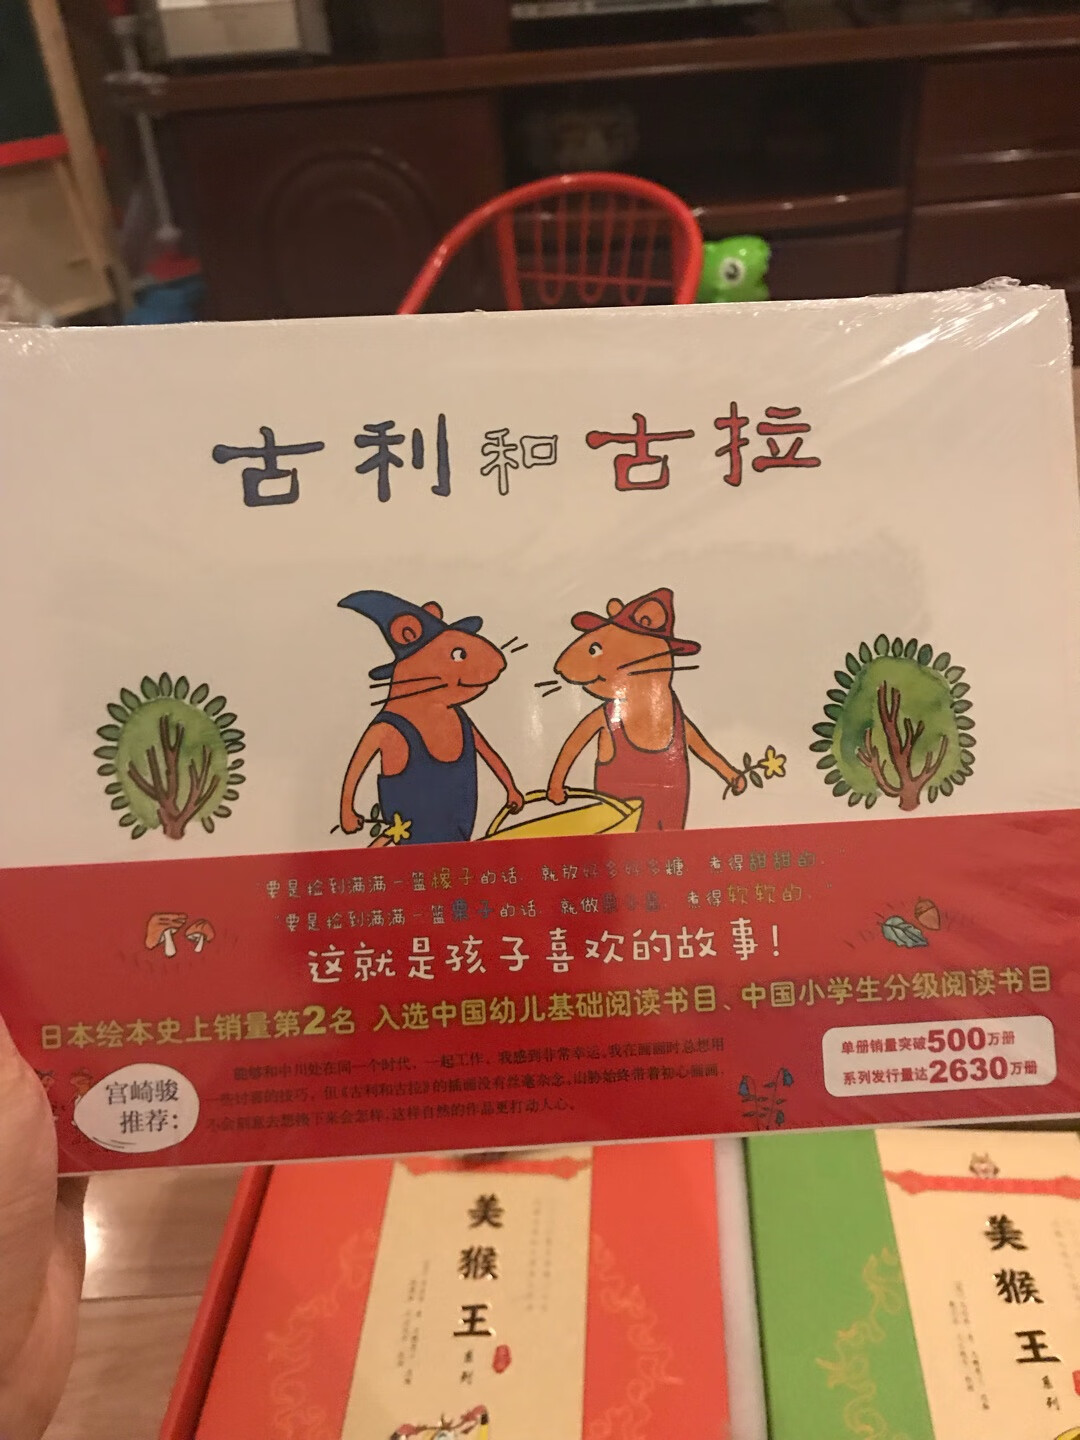 古利和古拉
“要是捡到满满一篮橡子的话，就放好多好多糖，煮得甜甜的。”
“要是捡到满满一篮栗子的话，就做 煮得软软的。”
这就是孩子喜欢的故事！
日本绘本史上销量第2名 入选中国幼儿基础阅读书目、中国小学生分级阅读书目
宫崎骏
推荐：
能够和中川处在同一个时代，一起工作，我感到非常幸运。我在画画时总想用
一些讨喜的技巧，但《古利和古拉》的插画没有丝毫杂念，山胁始终带着初心画画，
不会刻意去想接下来会怎样，这样自然的作品更打动人心。
单册销量突破500万册
系列发行量达2630万册
美猴王
系列
美猴王
系列